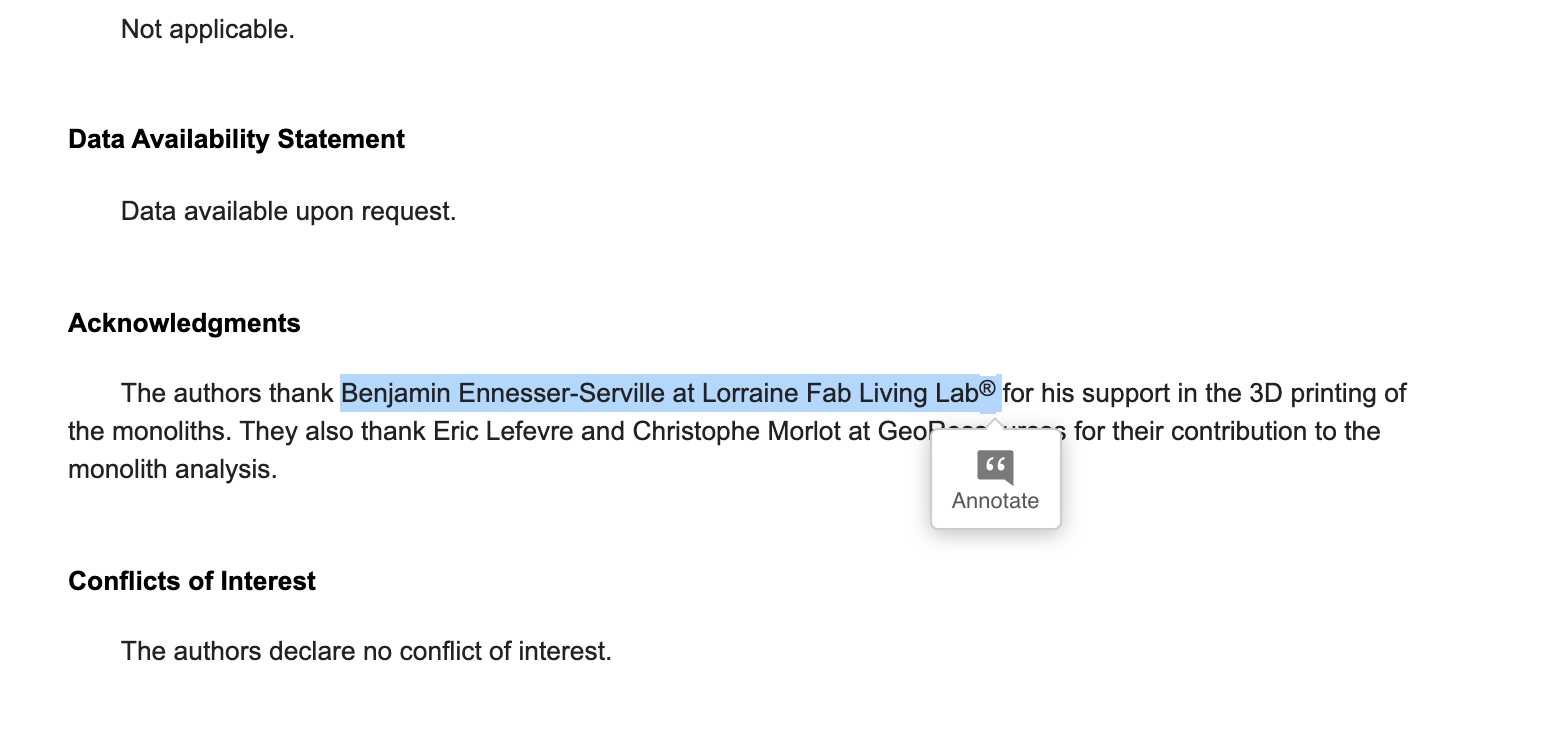 Not applicable.
Data Availability Statement
Data available upon request.
Acknowledgments
The authors thank Benjamin Ennesser-Serville at Lorraine Fab Living Lab® for his support in the 3D printing of
the monoliths. They also thank Eric Lefevre and Christophe Morlot at for their contribution to the
monolith analysis.
Annotate
Conflicts of Interest
The authors declare no conflict of interest.